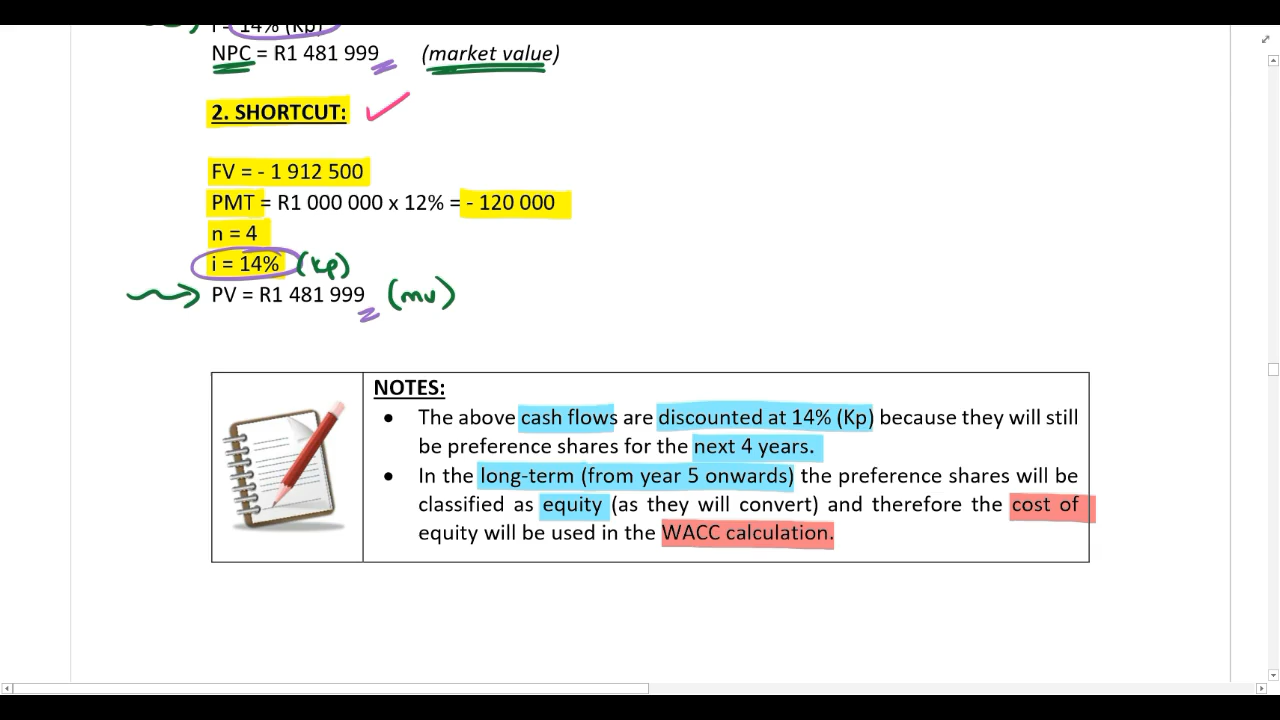 i = 14% (Kp)
NPC = R1 481 999 (market value)
2. SHORTCUT:
FV = - 1 912 500
PMT = R1 000 000 x 12% = - 120 000
n = 4
i = 14% (Kp)
PV = R1 481 999 (mv)
NOTES:
• The above cash flows are discounted at 14% (Kp) because they will still
be preference shares for the next 4 years.
• In the long-term (from year 5 onwards) the preference shares will be
classified as equity (as they will convert) and therefore the cost of
equity will be used in the WACC calculation.